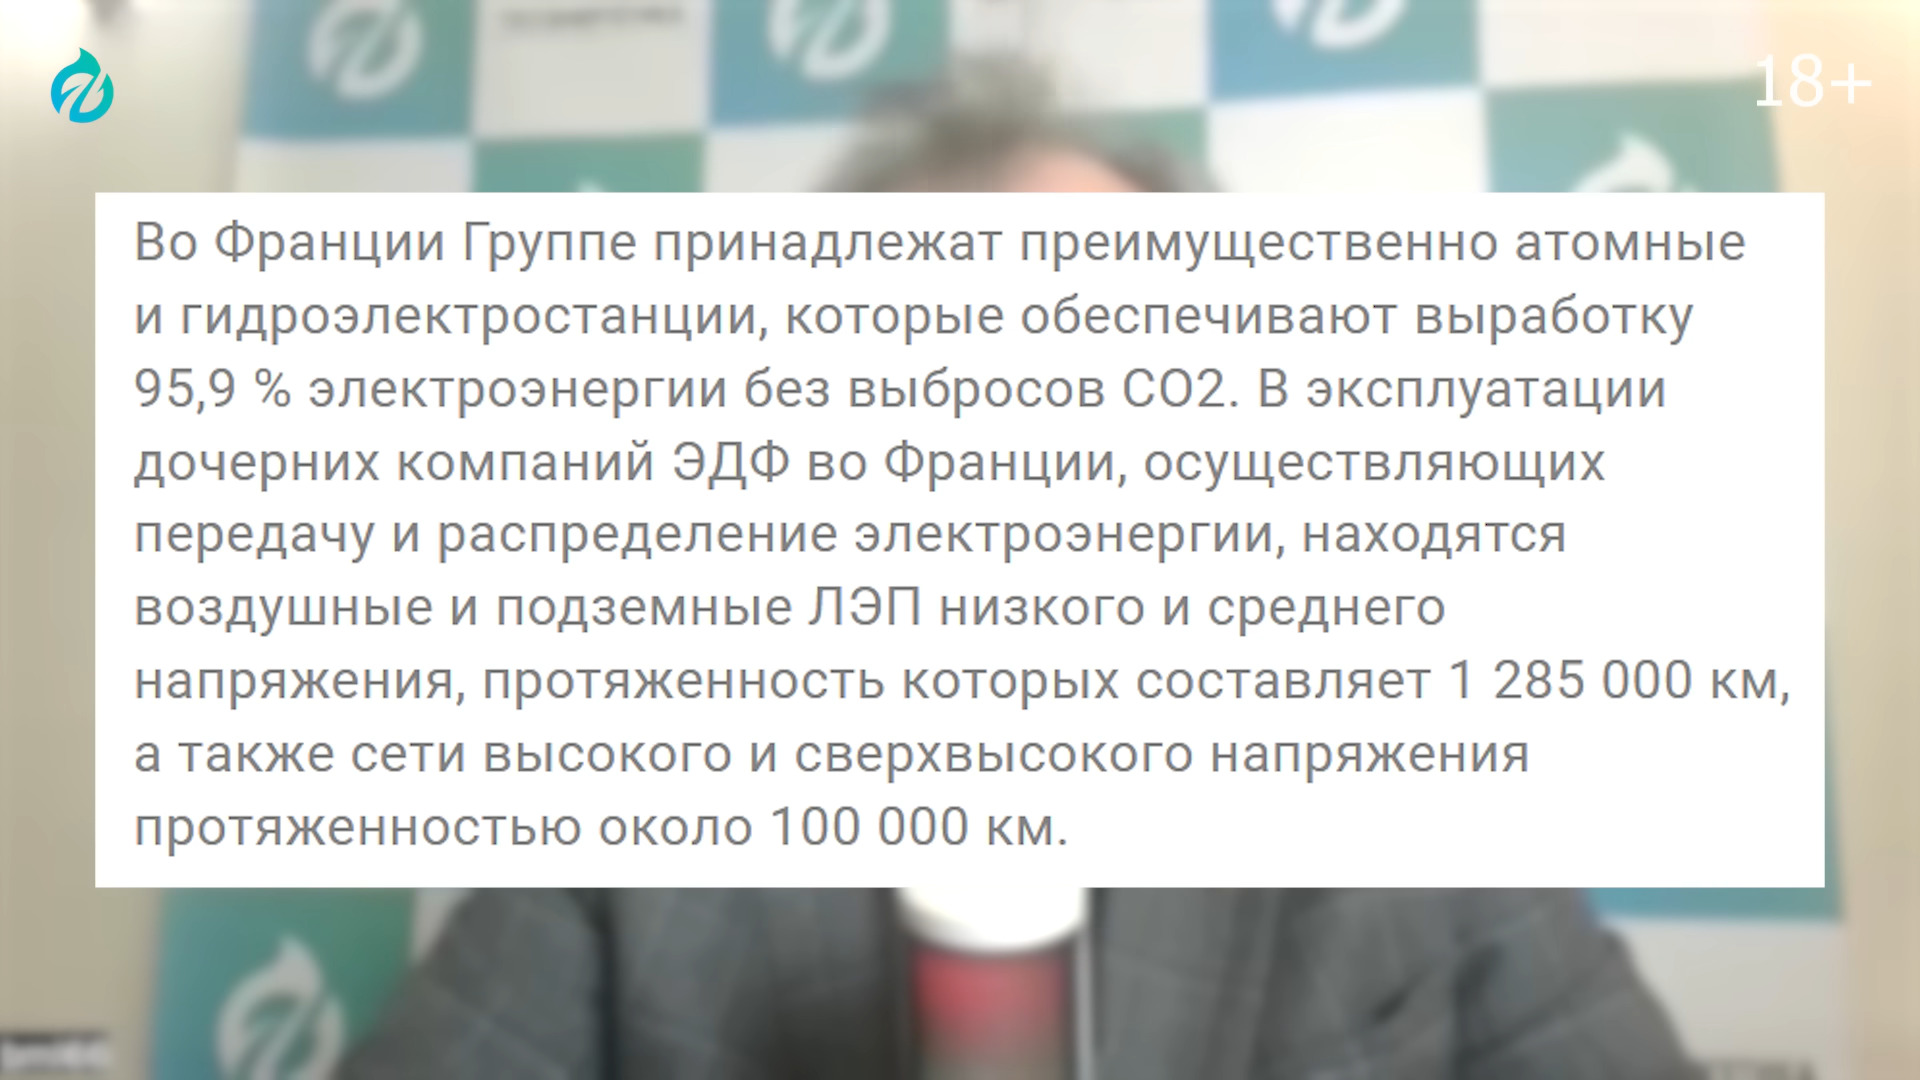 18+
Во Франции Группе принадлежат преимущественно атомные
и гидроэлектростанции, которые обеспечивают выработку
95,9 % электроэнергии без выбросов СО2. В эксплуатации
дочерних компаний ЭДФ во Франции, осуществляющих
передачу и распределение электроэнергии, находятся
воздушные и подземные ЛЭП низкого и среднего
напряжения, протяженность которых составляет 1 285 000 км,
а также сети высокого и сверхвысокого напряжения
протяженностью около 100 000 км.